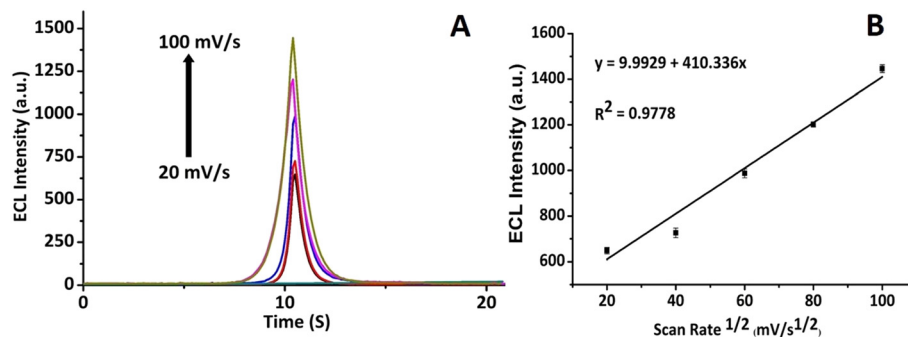 A
1500
1250
1000
750
500
250
0
ECL Intensity (a.u.)
100 mV/s
20 mV/s
0
10
20
Time (S)
B
1600
1400
1200
1000
800
600
ECL Intensity (a.u.)
y = 9.9929 + 410.336x
R² = 0.9778
20
40
60
80
100
Scan Rate 1/2 (mV/s1/2)